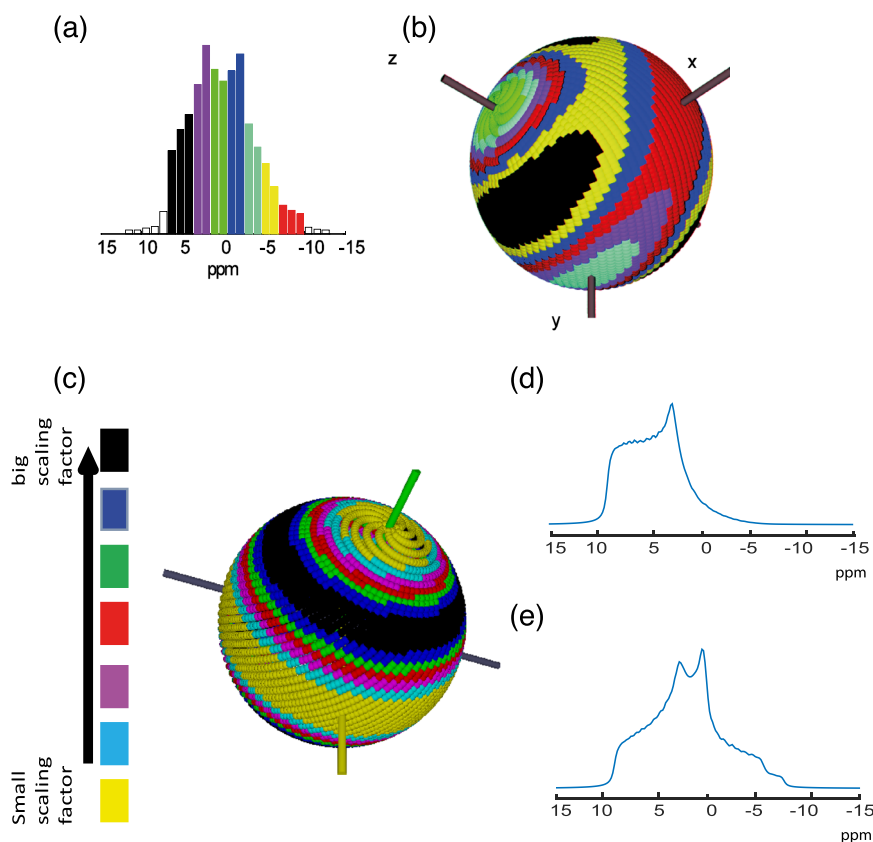 (a)
15 10 5 0 -5 -10 -15
ppm
(b)
z
x
y
(c)
big
scaling
factor
Small
scaling
factor
(d)
15 10 5 0 -5 -10 -15
ppm
(e)
15 10 5 0 -5 -10 -15
ppm